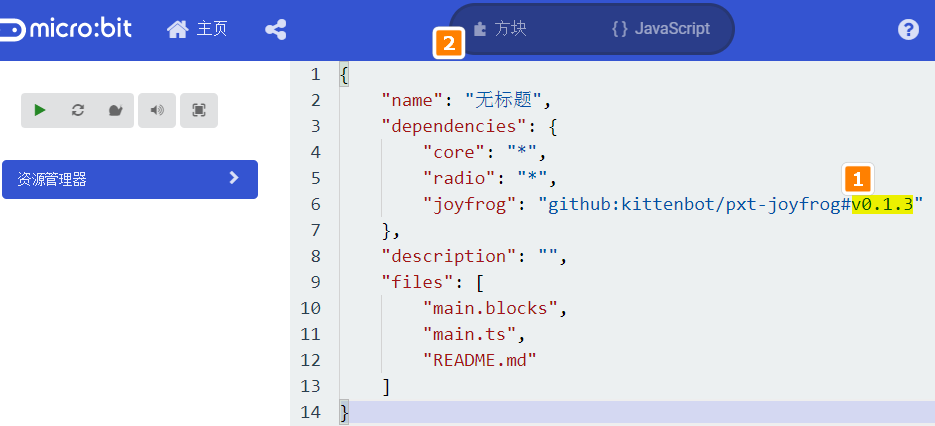 micro:bit 主页 方块 {} JavaScript ?
2
资源管理器
1 {
2 "name": "无标题",
3 "dependencies": {
4 "core": "*",
5 "radio": "*",
1
6 "joyfrog": "github:kittenbot/pxt-joyfrog#v0.1.3"
7 },
8 "description": "",
9 "files": [
10 "main.blocks",
11 "main.ts",
12 "README.md"
13 ]
14 }